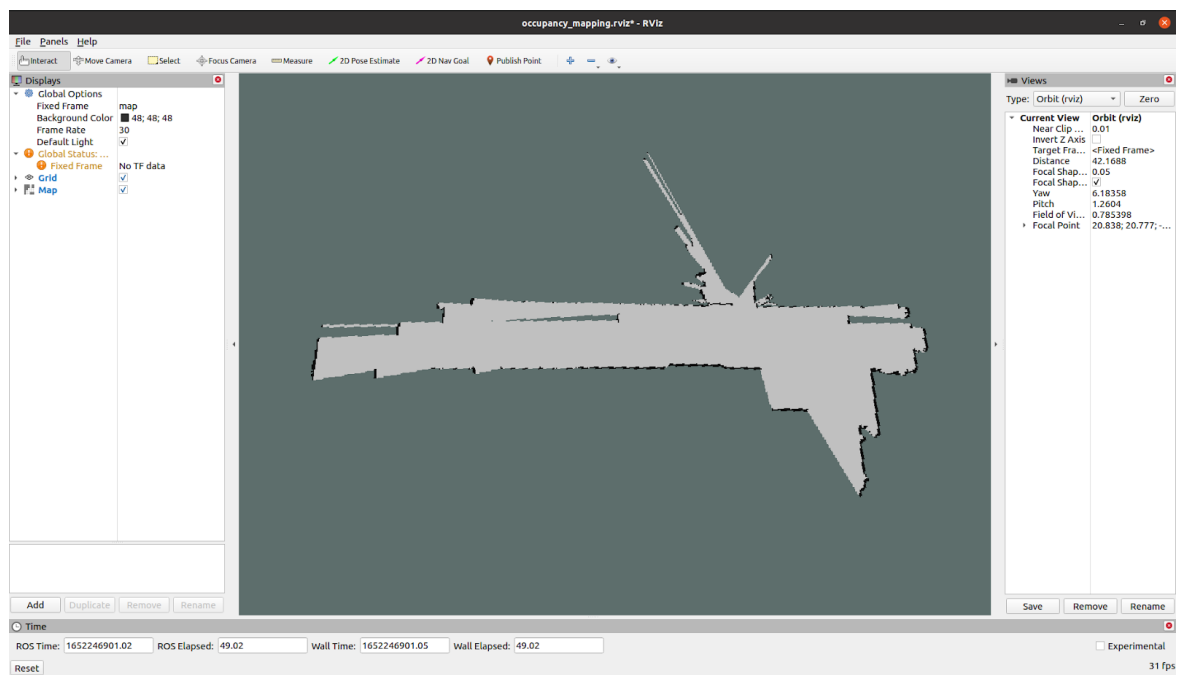 occupancy_mapping.rviz* - RViz
File Panels Help
Interact Move Camera Select Focus Camera Measure 2D Pose Estimate 2D Nav Goal Publish Point
Displays
Global Options
Fixed Frame map
Background Color 48; 48; 48
Frame Rate 30
Default Light
Global Status: ...
Fixed Frame No TF data
Grid
Map
Add Duplicate Remove Rename
Views
Type: Orbit (rviz) Zero
Current View Orbit (rviz)
Near Clip ... 0.01
Invert Z Axis
Target Fra... <Fixed Frame>
Distance 42.1688
Focal Shap... 0.05
Focal Shap...
Yaw 6.18358
Pitch 1.2604
Field of Vi... 0.785398
Focal Point 20.838; 20.777; -...
Save Remove Rename
Time
ROS Time: 1652246901.02 ROS Elapsed: 49.02 Wall Time: 1652246901.05 Wall Elapsed: 49.02 Experimental
Reset 31 fps